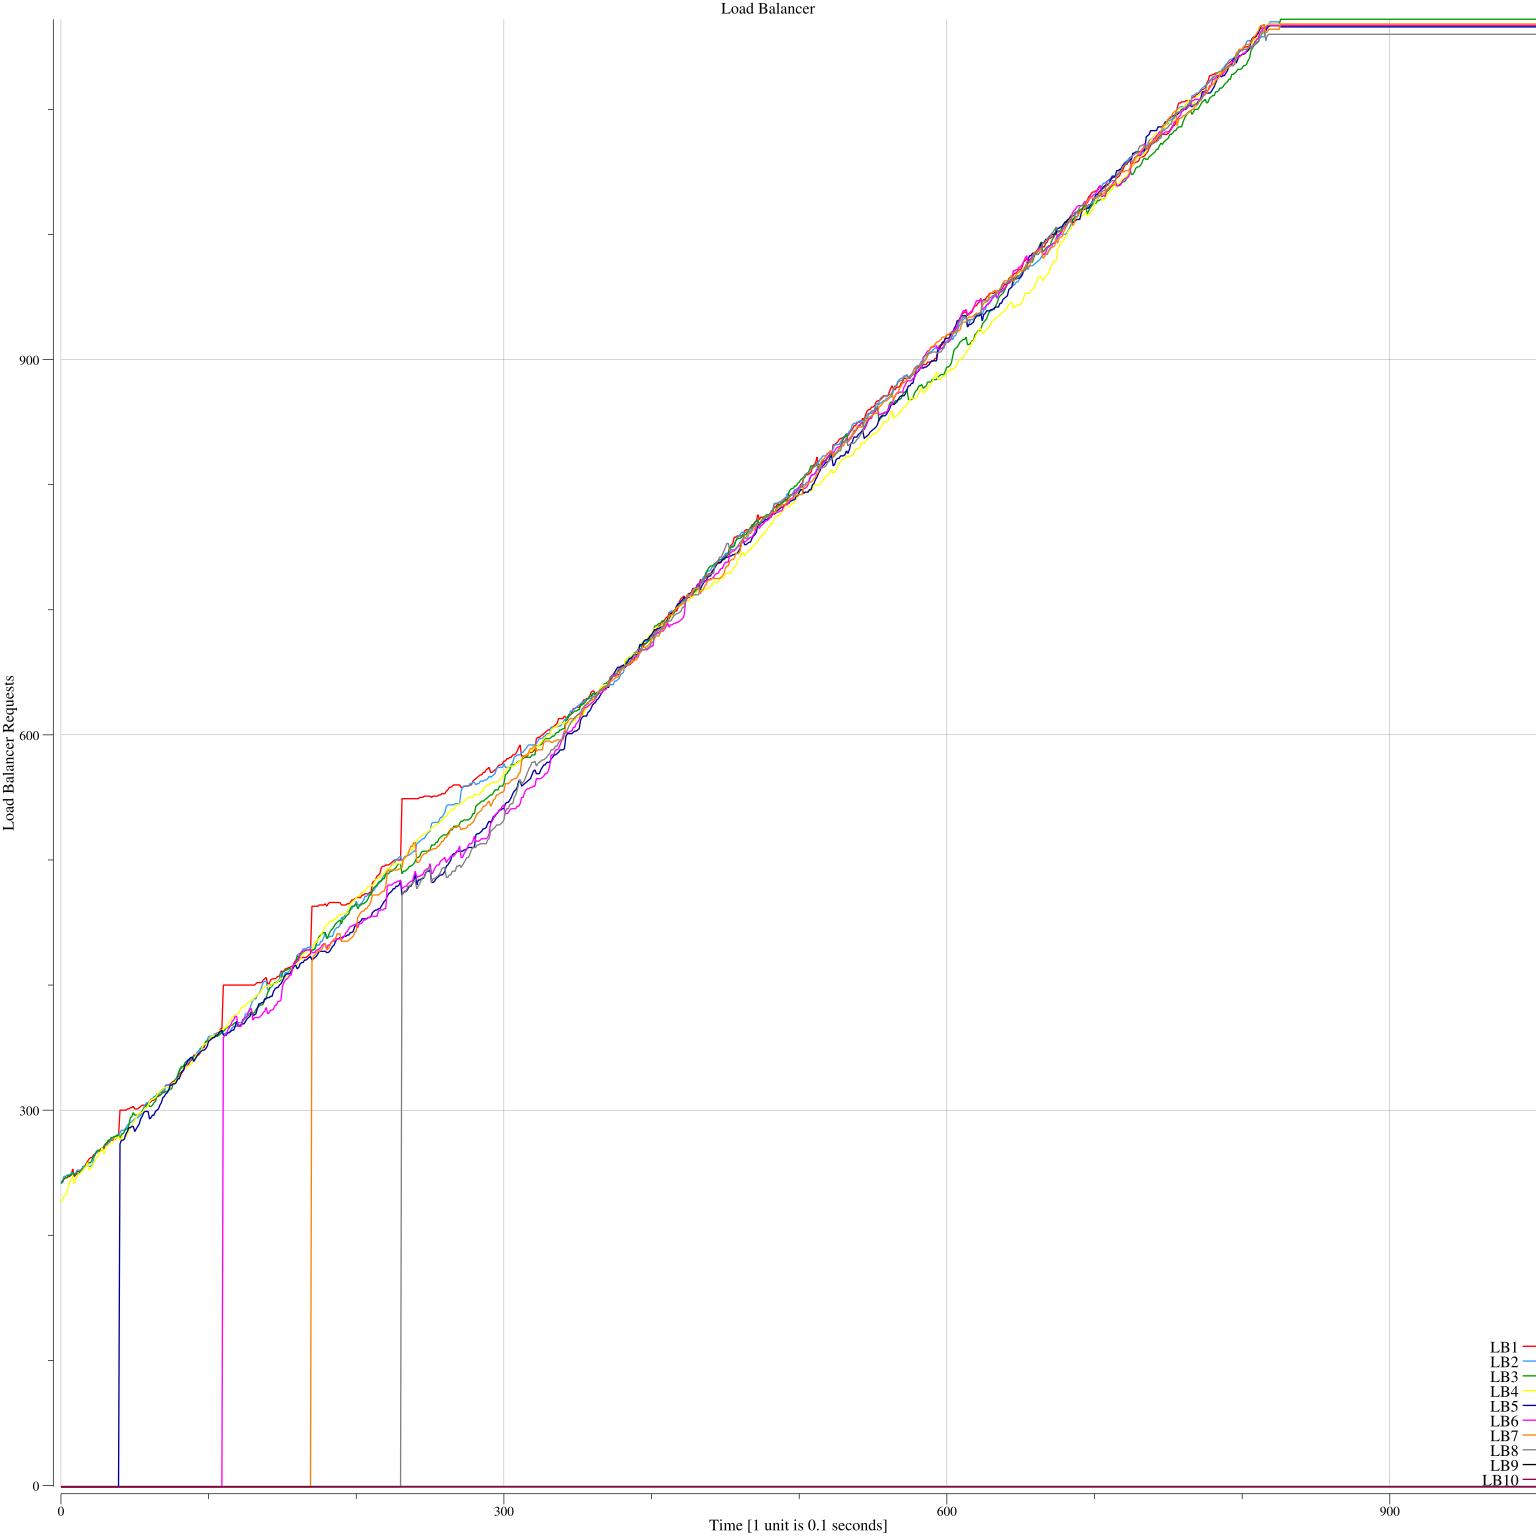 Load Balancer
900
600
300
0
Load Balancer Requests
LB1
LB2
LB3
LB4
LB5
LB6
LB7
LB8
LB9
LB10
0 300 600 900
Time [1 unit is 0.1 seconds]